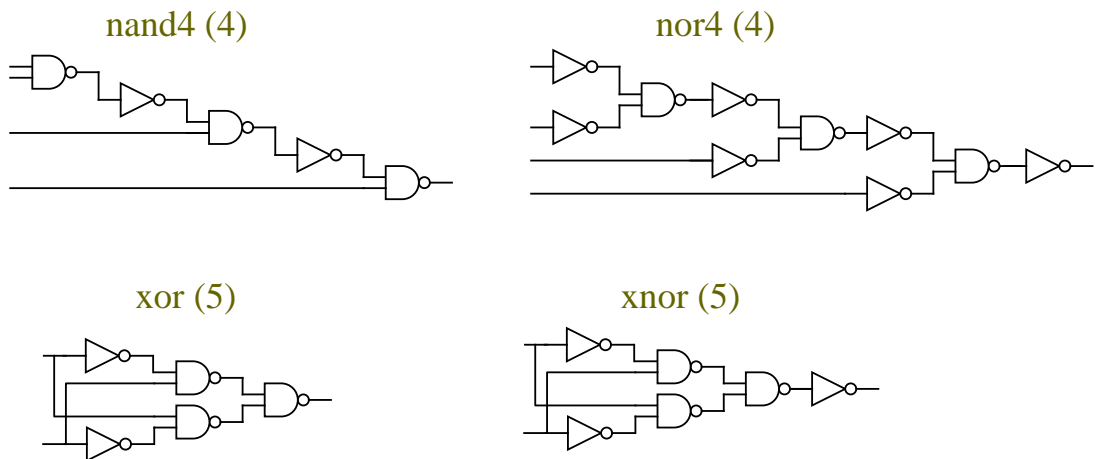 nand4 (4)
nor4 (4)
xor (5)
xnor (5)